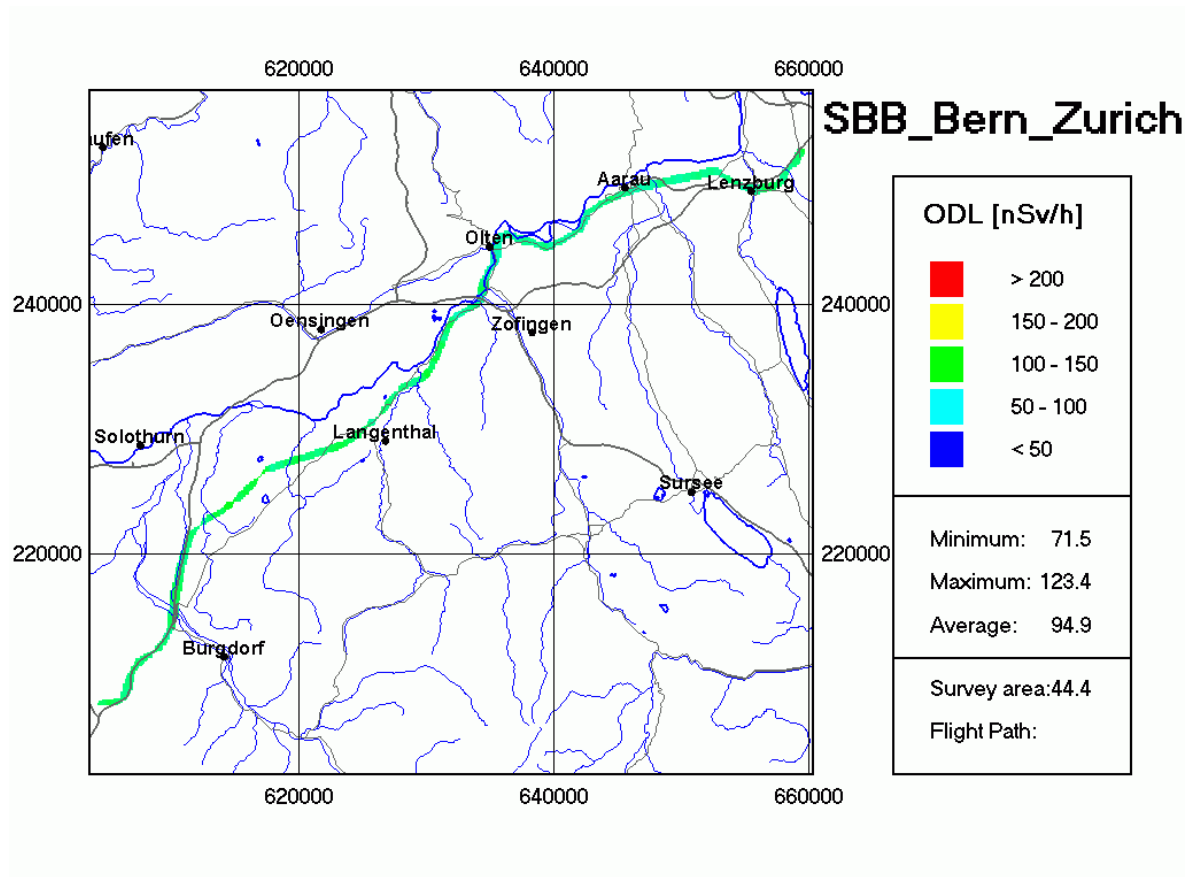 620000 640000 660000
SBB_Bern_Zurich
ufen
Aarau
Lenzburg
Olten
240000 240000
Oensingen
Zofingen
Solothurn
Langenthal
Sursee
220000 220000
Burgdorf
620000 640000 660000
ODL [nSv/h]
> 200
150 - 200
100 - 150
50 - 100
< 50
Minimum: 71.5
Maximum: 123.4
Average: 94.9
Survey area:44.4
Flight Path: